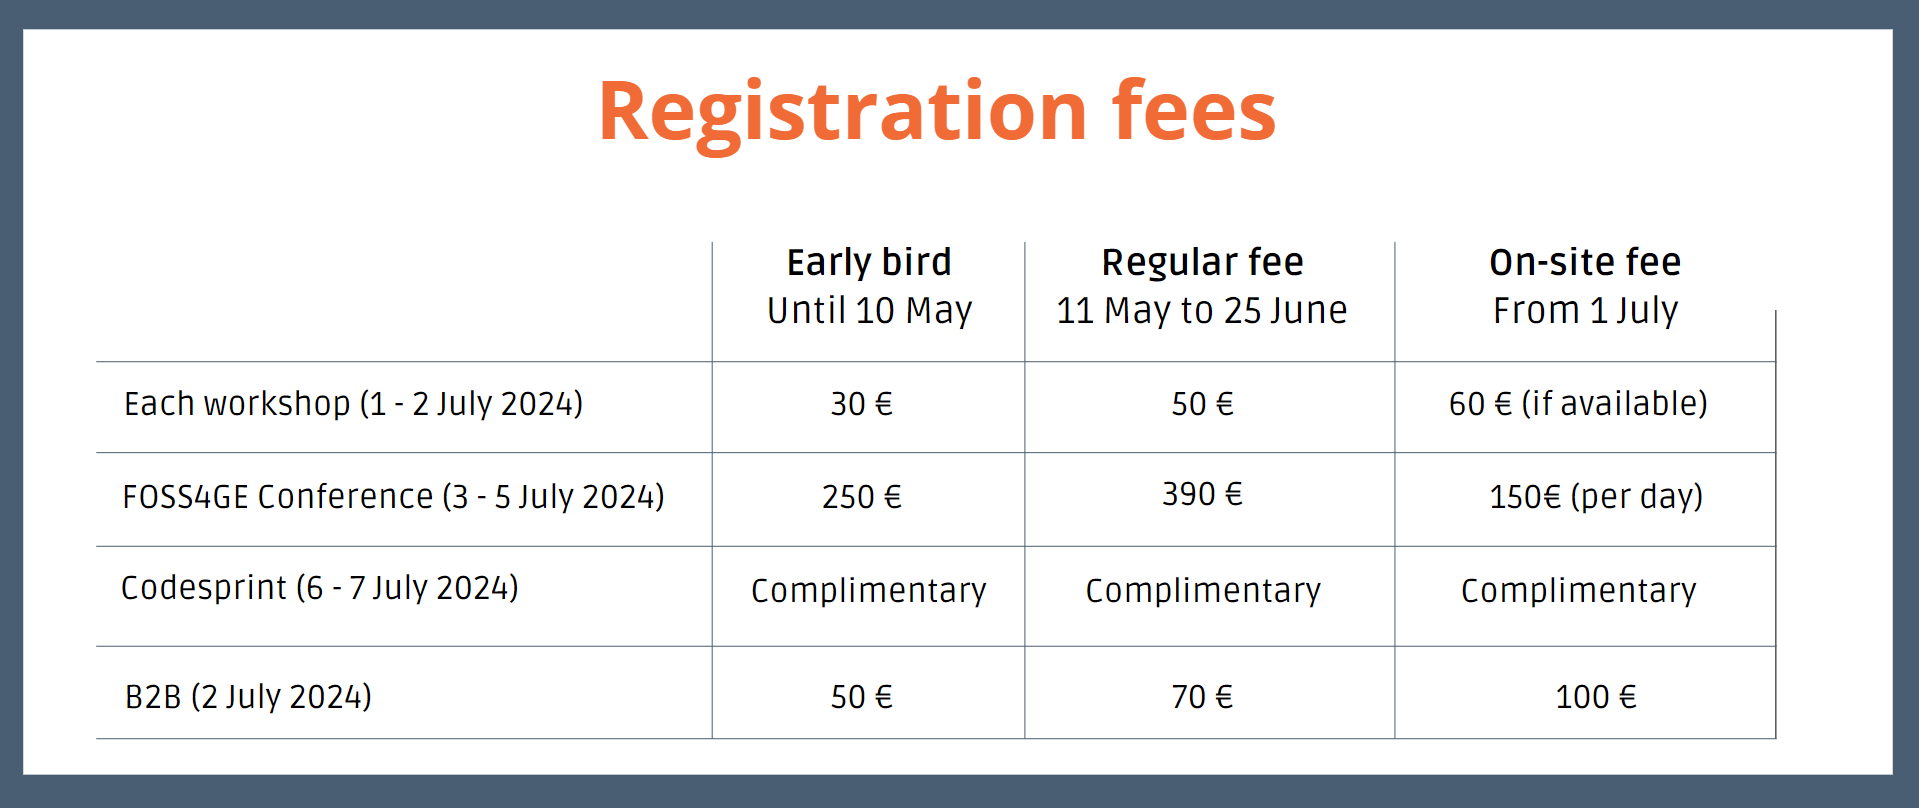 Registration fees
Early bird
Until 10 May
Regular fee
11 May to 25 June
On-site fee
From 1 July
Each workshop (1 - 2 July 2024)
30 €
50 €
60 € (if available)
FOSS4GE Conference (3 - 5 July 2024)
250 €
390 €
150€ (per day)
Codesprint (6 - 7 July 2024)
Complimentary
Complimentary
Complimentary
B2B (2 July 2024)
50 €
70 €
100 €